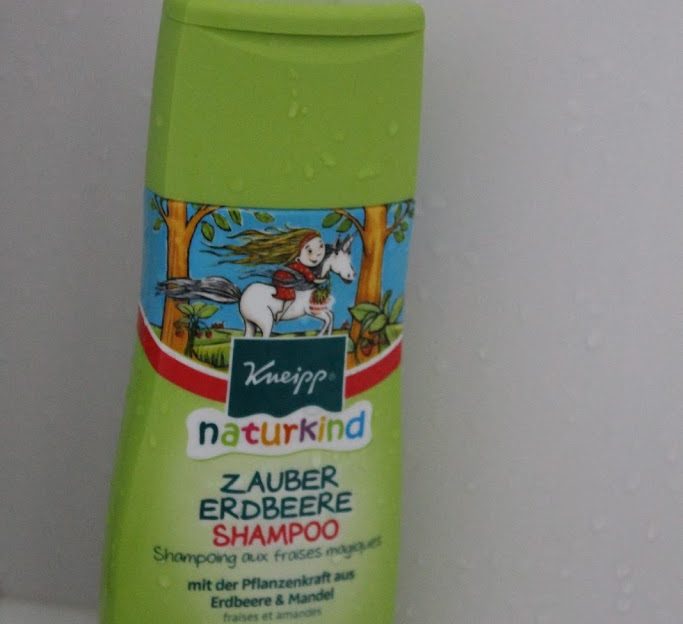 Kneipp®
naturkind
ZAUBER
ERDBEERE
SHAMPOO
Shampoing aux fraises magiques
mit der Pflanzenkraft aus
Erdbeere & Mandel
fraises et amandes